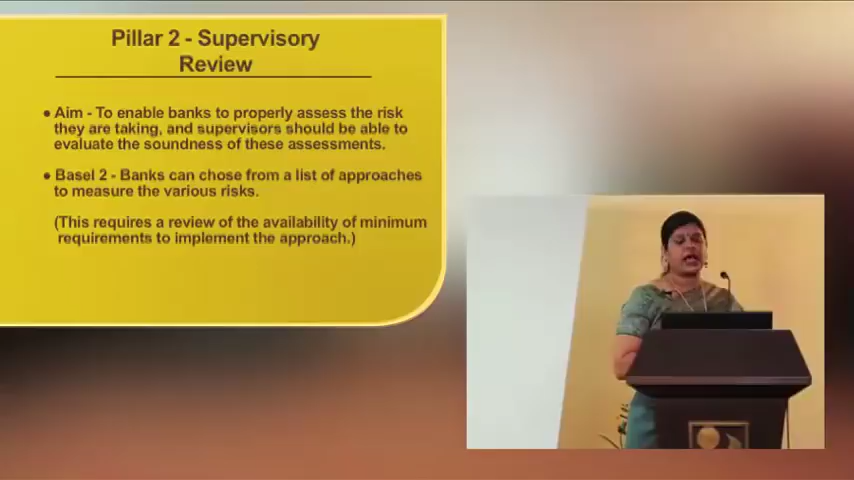 Pillar 2 - Supervisory
Review
• Aim - To enable banks to properly assess the risk
they are taking, and supervisors should be able to
evaluate the soundness of these assessments.
• Basel 2 - Banks can chose from a list of approaches
to measure the various risks.
(This requires a review of the availability of minimum
requirements to implement the approach.)